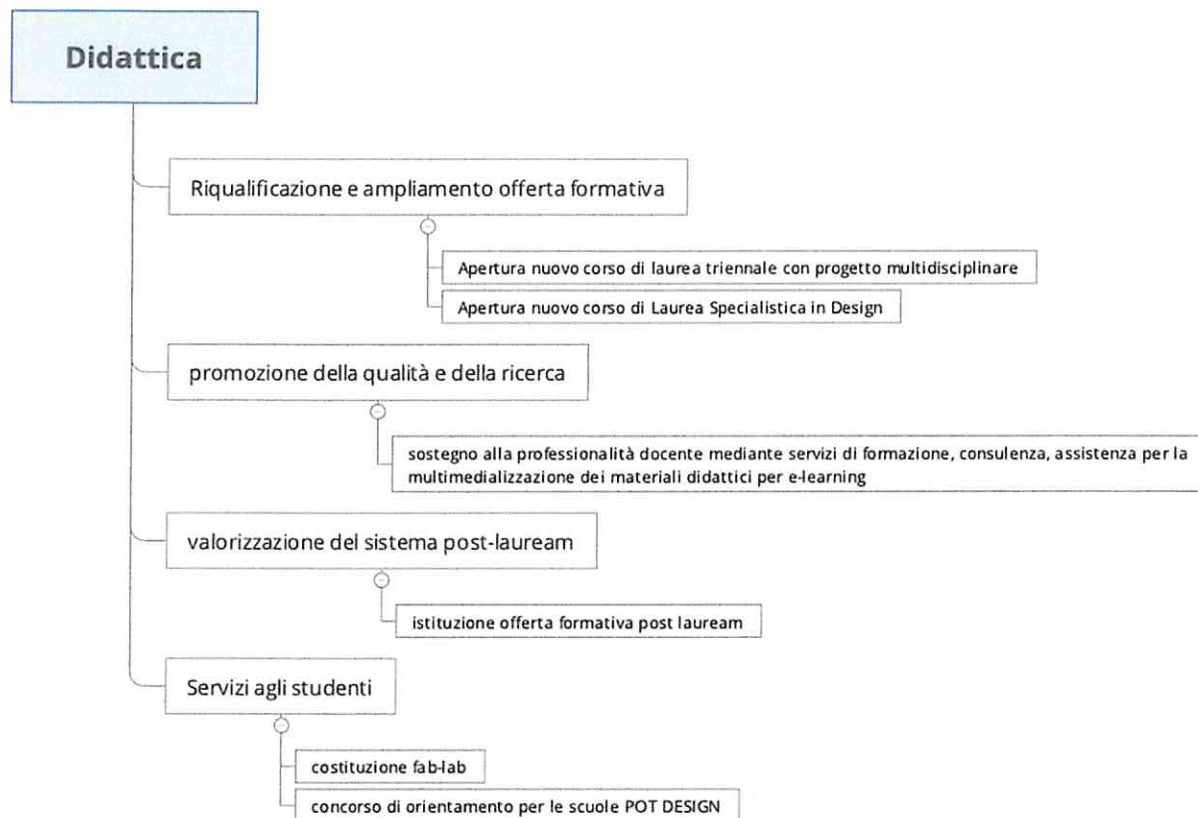 Didattica
Riqualificazione e ampliamento offerta formativa
Apertura nuovo corso di laurea triennale con progetto multidisciplinare
Apertura nuovo corso di Laurea Specialistica in Design
promozione della qualità e della ricerca
sostegno alla professionalità docente mediante servizi di formazione, consulenza, assistenza per la
multimedializzazione dei materiali didattici per e-learning
valorizzazione del sistema post-lauream
istituzione offerta formativa post lauream
Servizi agli studenti
costituzione fab-lab
concorso di orientamento per le scuole POT DESIGN